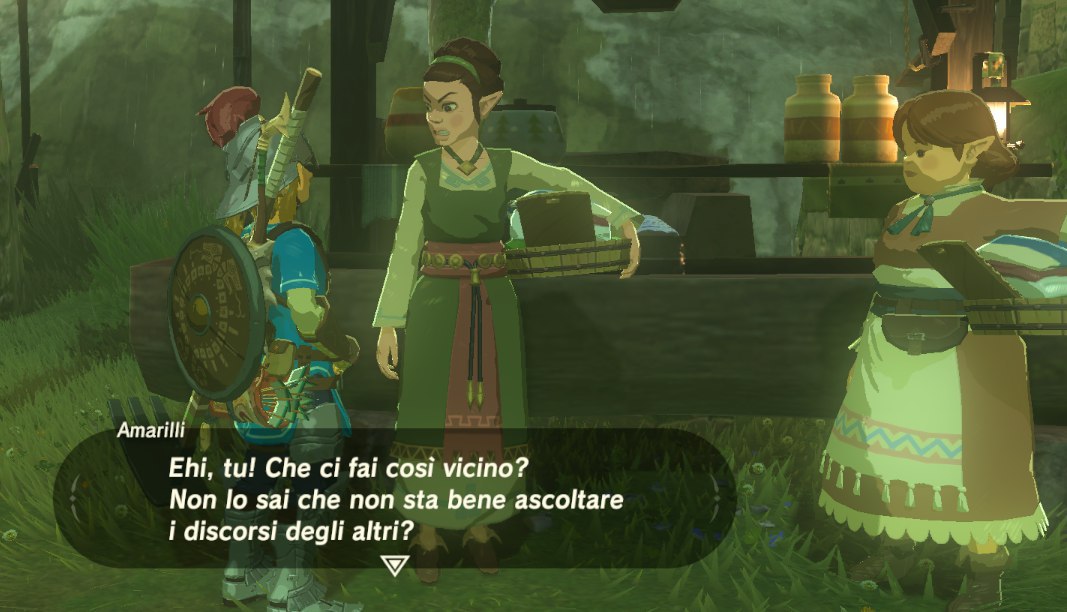 Amarilli
Ehi, tu! Che ci fai così vicino?
Non lo sai che non sta bene ascoltare
i discorsi degli altri?